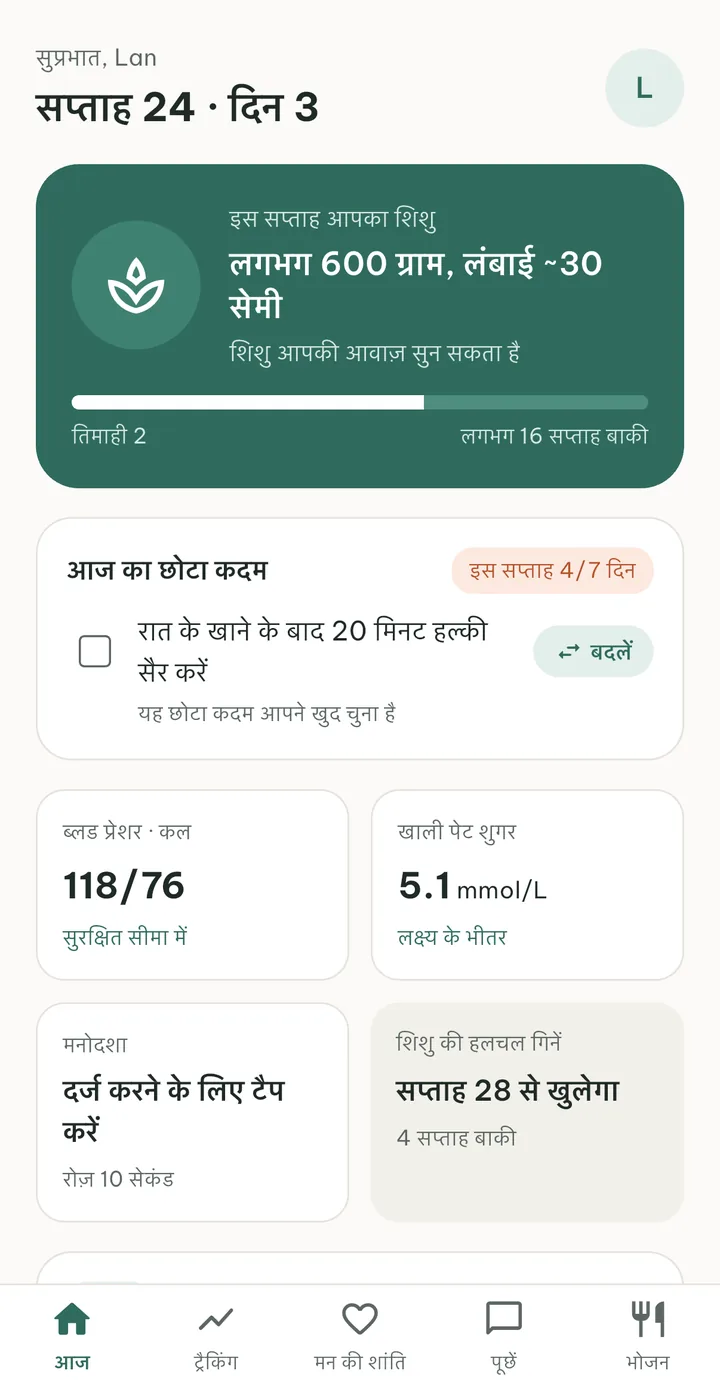 सुप्रभात, Lan
सप्ताह 24 · दिन 3
L
इस सप्ताह आपका शिशु
लगभग 600 ग्राम, लंबाई ~30
सेमी
शिशु आपकी आवाज़ सुन सकता है
तिमाही 2
लगभग 16 सप्ताह बाकी
आज का छोटा कदम
इस सप्ताह 4/7 दिन
रात के खाने के बाद 20 मिनट हल्की
सैर करें
बदलें
यह छोटा कदम आपने खुद चुना है
ब्लड प्रेशर · कल
118/76
सुरक्षित सीमा में
खाली पेट शुगर
5.1 mmol/L
लक्ष्य के भीतर
मनोदशा
दर्ज करने के लिए टैप
करें
रोज़ 10 सेकंड
शिशु की हलचल गिनें
सप्ताह 28 से खुलेगा
4 सप्ताह बाकी
आज
ट्रैकिंग
मन की शांति
पूछें
भोजन